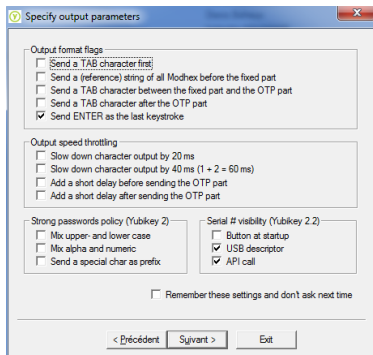 Specify output parameters
Output format flags
Send a TAB character first
Send a (reference) string of all Modhex before the fixed part
Send a TAB character between the fixed part and the OTP part
Send a TAB character after the OTP part
Send ENTER as the last keystroke
Output speed throttling
Slow down character output by 20 ms
Slow down character output by 40 ms (1 + 2 = 60 ms)
Add a short delay before sending the OTP part
Add a short delay after sending the OTP part
Strong passwords policy (Yubikey 2)
Mix upper- and lower case
Mix alpha and numeric
Send a special char as prefix
Serial # visibility (Yubikey 2.2)
Button at startup
USB descriptor
API call
Remember these settings and don't ask next time
< Précédent
Suivant >
Exit